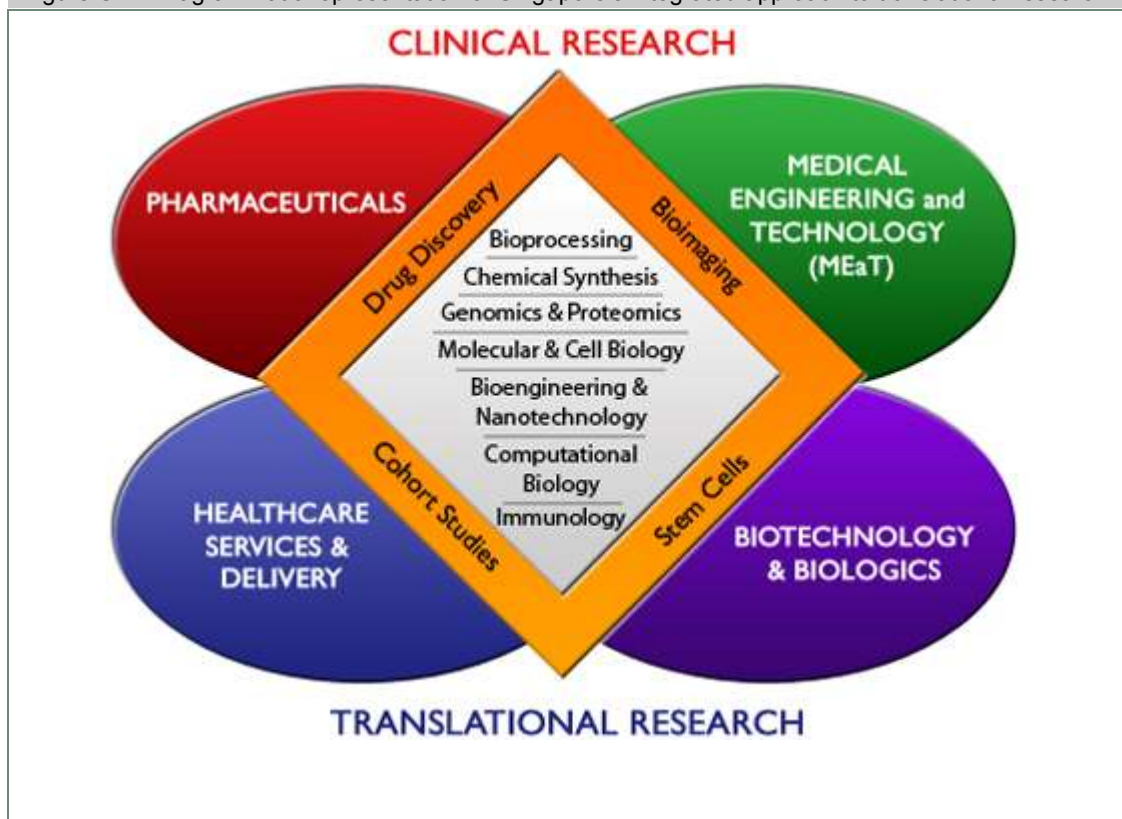 CLINICAL RESEARCH
PHARMACEUTICALS
MEDICAL
ENGINEERING and
TECHNOLOGY
(MEaT)
Drug Discovery
Bioimaging
Bioprocessing
Chemical Synthesis
Genomics & Proteomics
Molecular & Cell Biology
Bioengineering &
Nanotechnology
Computational
Biology
Immunology
Cohort Studies
Stem Cells
HEALTHCARE
SERVICES &
DELIVERY
BIOTECHNOLOGY
& BIOLOGICS
TRANSLATIONAL RESEARCH